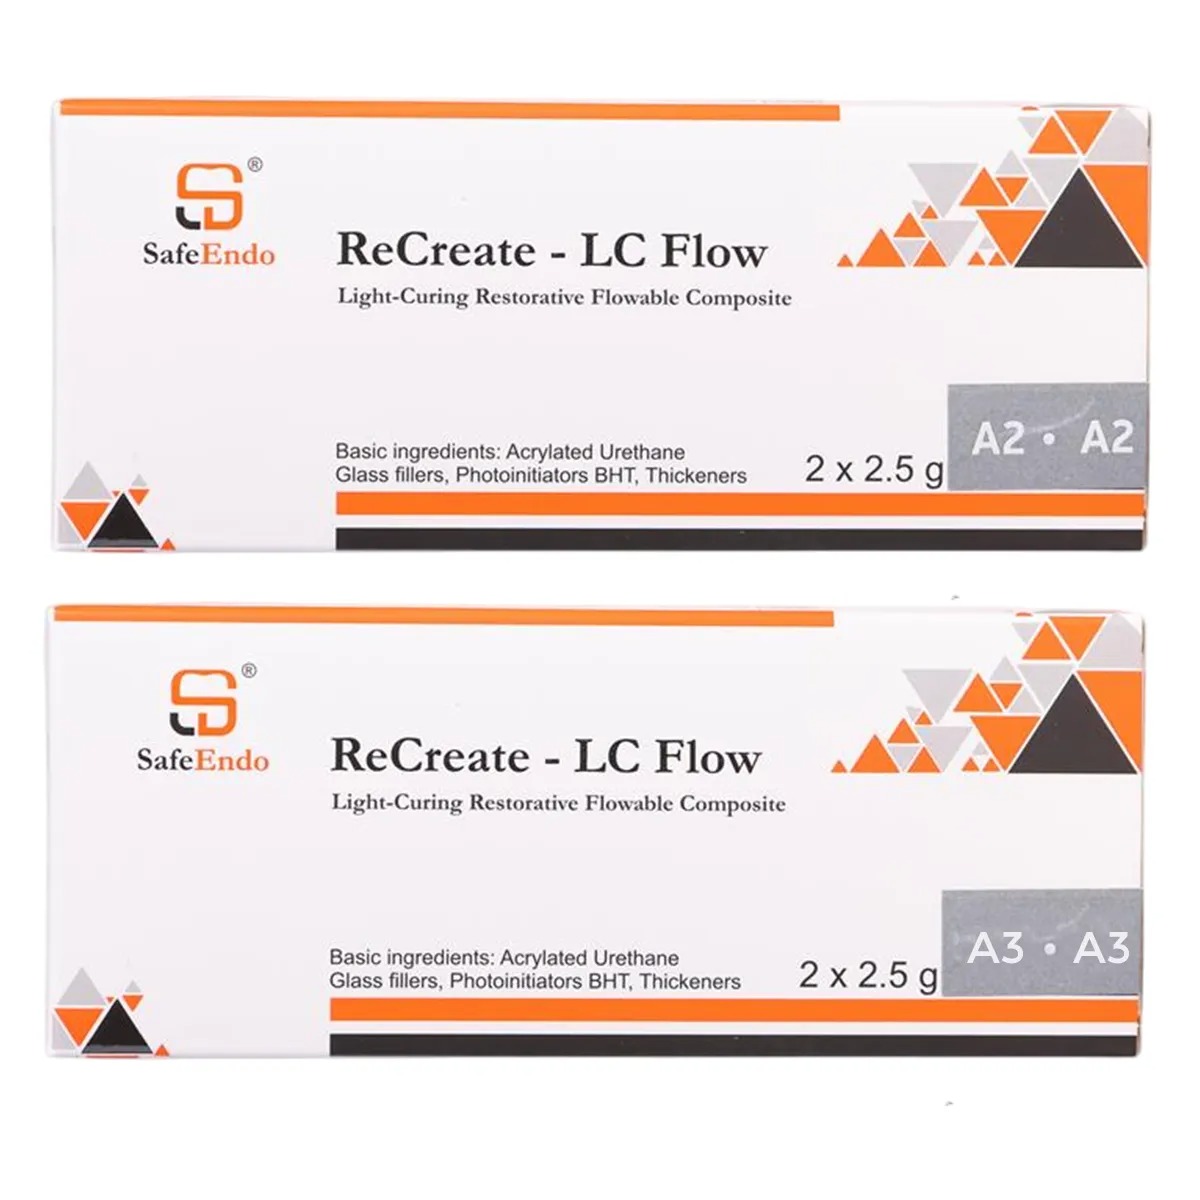 ®
SafeEndo
ReCreate - LC Flow
Light-Curing Restorative Flowable Composite
Basic ingredients: Acrylated Urethane
Glass fillers, Photoinitiators BHT, Thickeners
2 x 2.5 g
A2 • A2
®
SafeEndo
ReCreate - LC Flow
Light-Curing Restorative Flowable Composite
Basic ingredients: Acrylated Urethane
Glass fillers, Photoinitiators BHT, Thickeners
2 x 2.5 g
A3 • A3